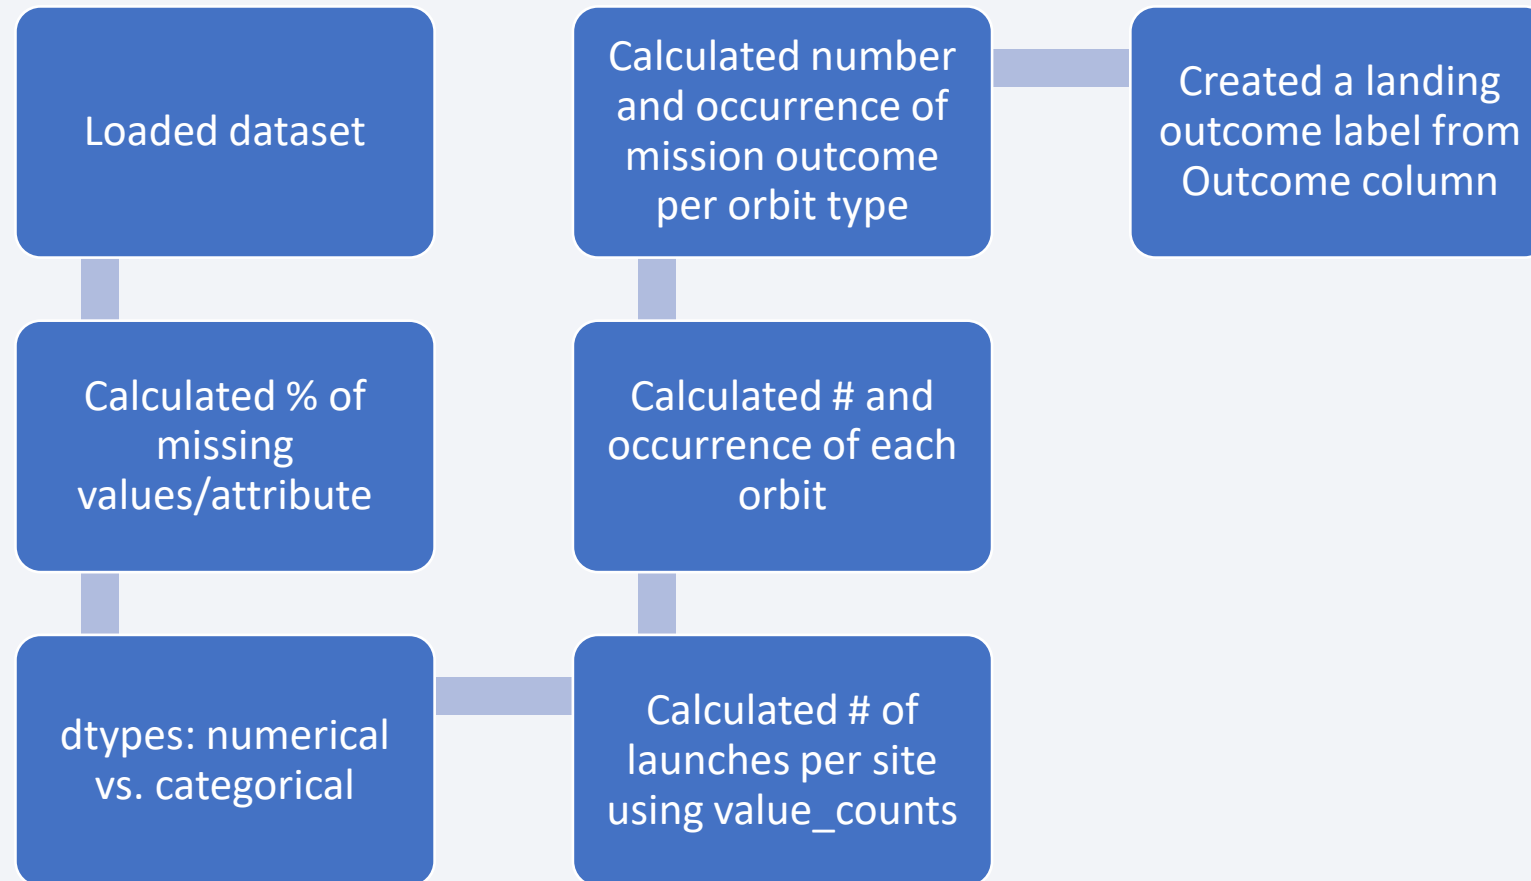 Loaded dataset
Calculated % of
missing
values/attribute
dtypes: numerical
vs. categorical
Calculated # of
launches per site
using value_counts
Calculated # and
occurrence of each
orbit
Calculated number
and occurrence of
mission outcome
per orbit type
Created a landing
outcome label from
Outcome column